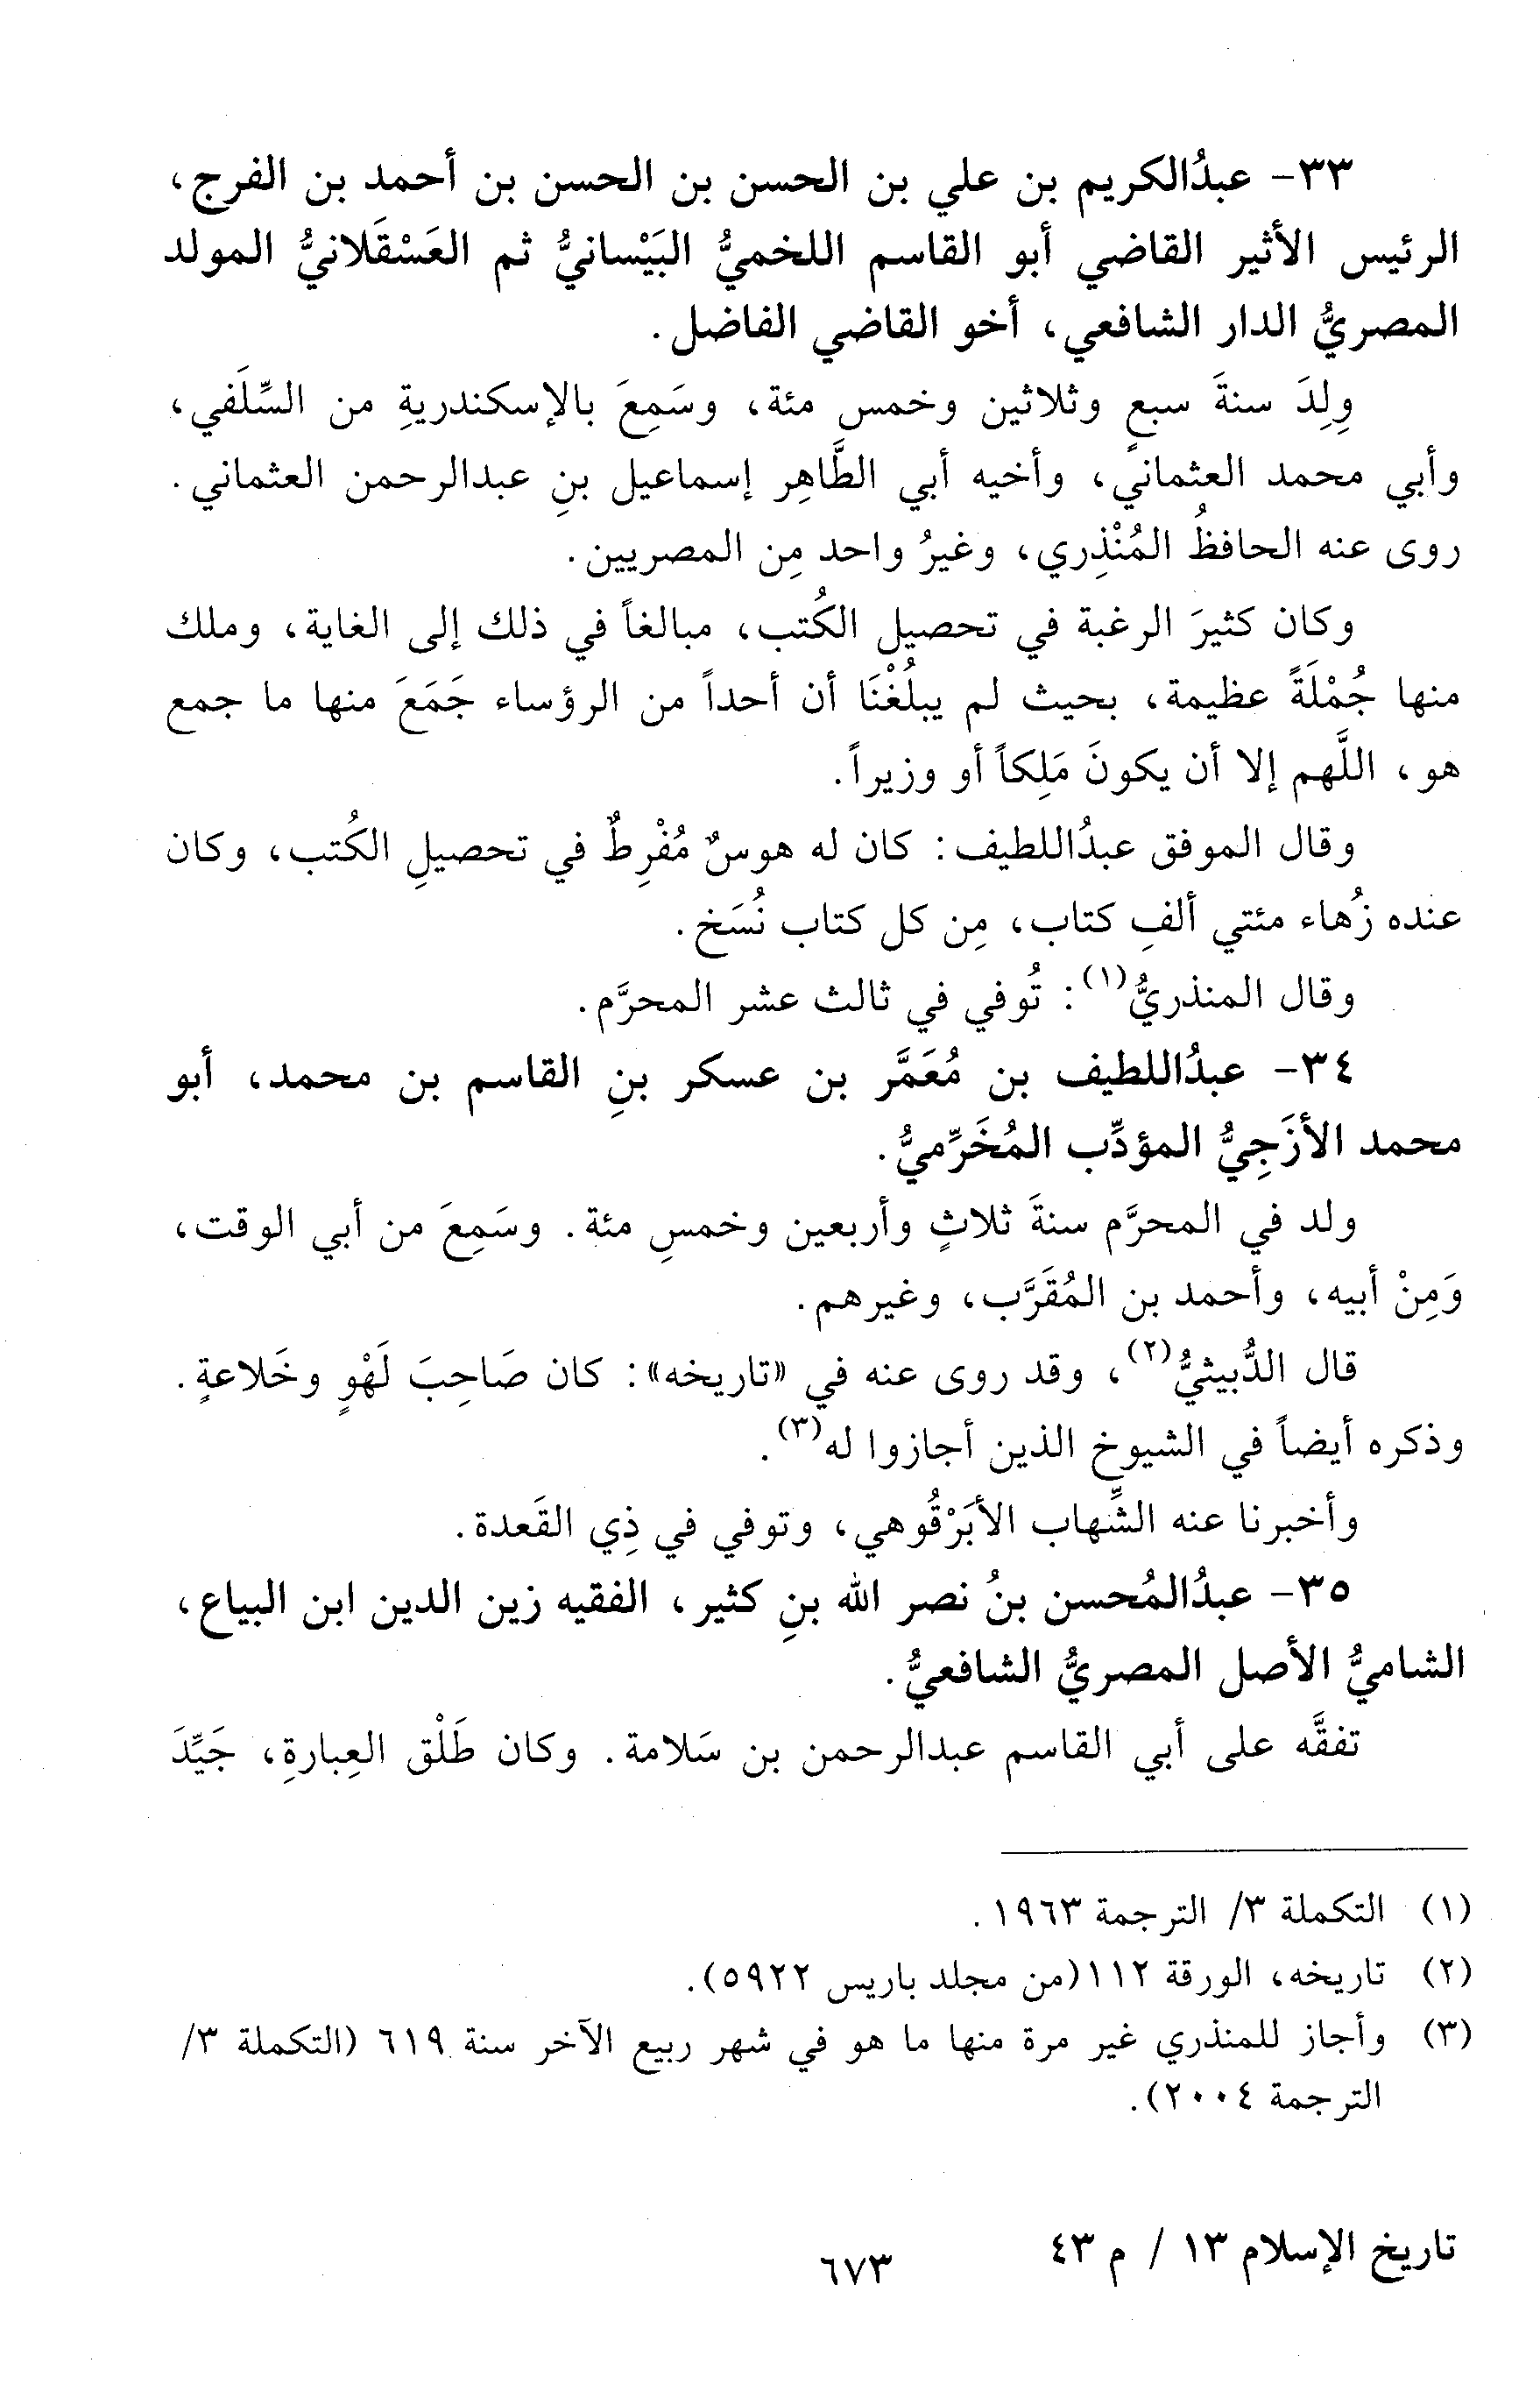 ٣٣- عبدُالكريم بن علي بن الحسن بن الحسن بن أحمد بن الفرج،
الرئيس الأثير القاضي أبو القاسم اللخميُّ البَيْسانيُّ ثم العَسْقَلانيُّ المولد
المصريُّ الدار الشافعي، أخو القاضي الفاضل.
وِلِدَ سنةَ سبعٍ وثلاثين وخمس مئة، وسَمِعَ بالإسكندريةِ من السِّلَفي،
وأبي محمد العثماني، وأخيه أبي الطَّاهِر إسماعيل بنِ عبدالرحمن العثماني.
روى عنه الحافظُ المُنْذِري، وغيرُ واحد مِن المصريين.
وكان كثيرَ الرغبة في تحصيل الكُتب، مبالغاً في ذلك إلى الغاية، وملك
منها جُمْلَةً عظيمة، بحيث لم يبلُغْنَا أن أحداً من الرؤساء جَمَعَ منها ما جمع
هو، اللَّهم إلا أن يكونَ مَلِكاً أو وزيراً.
وقال الموفق عبدُاللطيف: كان له هوسٌ مُفْرِطٌ في تحصيلِ الكُتب، وكان
عنده زُهاء مئتي ألفِ كتاب، مِن كل كتاب نُسَخ.
وقال المنذريُّ(١): تُوفي في ثالث عشر المحرَّم.
٣٤- عبدُاللطيف بن مُعَمَّر بن عسكر بنِ القاسم بن محمد، أبو
محمد الأزَجِيُّ المؤدِّب المُخَرِّميُّ.
ولد في المحرَّم سنةَ ثلاثٍ وأربعين وخمسِ مئة. وسَمِعَ من أبي الوقت،
وَمِنْ أبيه، وأحمد بن المُقَرَّب، وغيرهم.
قال الدُّبيثيُّ(٢)، وقد روى عنه في «تاريخه»: كان صَاحِبَ لَهْوٍ وخَلاعةٍ.
وذكره أيضاً في الشيوخ الذين أجازوا له(٣).
وأخبرنا عنه الشِّهاب الأبَرْقُوهي، وتوفي في ذِي القَعدة.
٣٥- عبدُالمُحسن بنُ نصر الله بنِ كثير، الفقيه زين الدين ابن البياع،
الشاميُّ الأصل المصريُّ الشافعيُّ.
تفقَّه على أبي القاسم عبدالرحمن بن سَلامة. وكان طَلْق العِبارةِ، جَيِّدَ
(١) التكملة ٣/ الترجمة ١٩٦٣.
(٢) تاريخه، الورقة ١١٢ (من مجلد باريس ٥٩٢٢).
(٣) وأجاز للمنذري غير مرة منها ما هو في شهر ربيع الآخر سنة ٦١٩ (التكملة ٣/
الترجمة ٢٠٠٤).
تاريخ الإسلام ١٣ / م ٤٣
٦٧٣